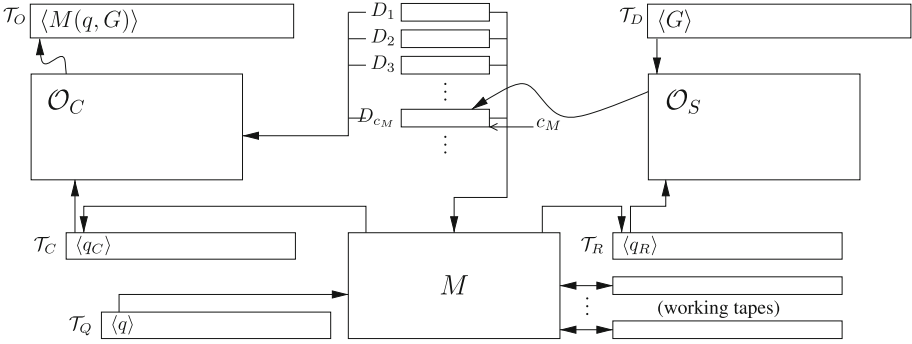 𝒯_O ⟨M(q, G)⟩
D_1
D_2
D_3
⋮
D_{c_M}
c_M
⋮
𝒯_D ⟨G⟩
𝒪_C
𝒪_S
𝒯_C ⟨q_C⟩
M
𝒯_R ⟨q_R⟩
⋮ (working tapes)
𝒯_Q ⟨q⟩